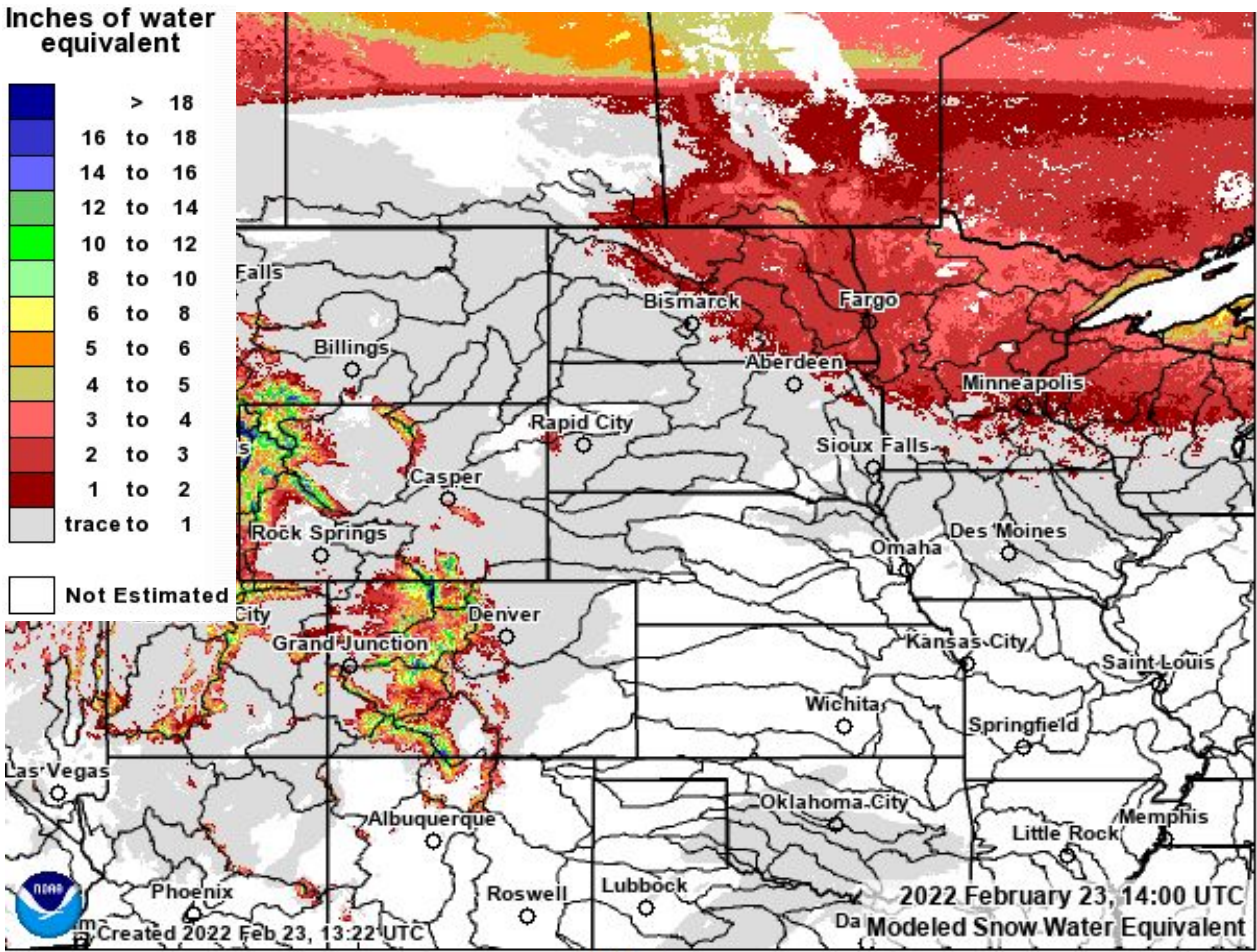 Inches of water
equivalent
> 18
16 to 18
14 to 16
12 to 14
10 to 12
8 to 10
6 to 8
5 to 6
4 to 5
3 to 4
2 to 3
1 to 2
trace to 1
Not Estimated
Falls
Billings
Bismarck
Fargo
Aberdeen
Minneapolis
Rapid City
Sioux Falls
s
Casper
Rock Springs
Omaha
Des Moines
City
Denver
Grand Junction
Kansas City
Saint Louis
Wichita
Springfield
Las Vegas
Oklahoma City
Albuquerque
Little Rock
Memphis
NOAA
Phoenix
Roswell
Lubbock
Da
2022 February 23, 14:00 UTC
Created 2022 Feb 23, 13:22 UTC
Modeled Snow Water Equivalent